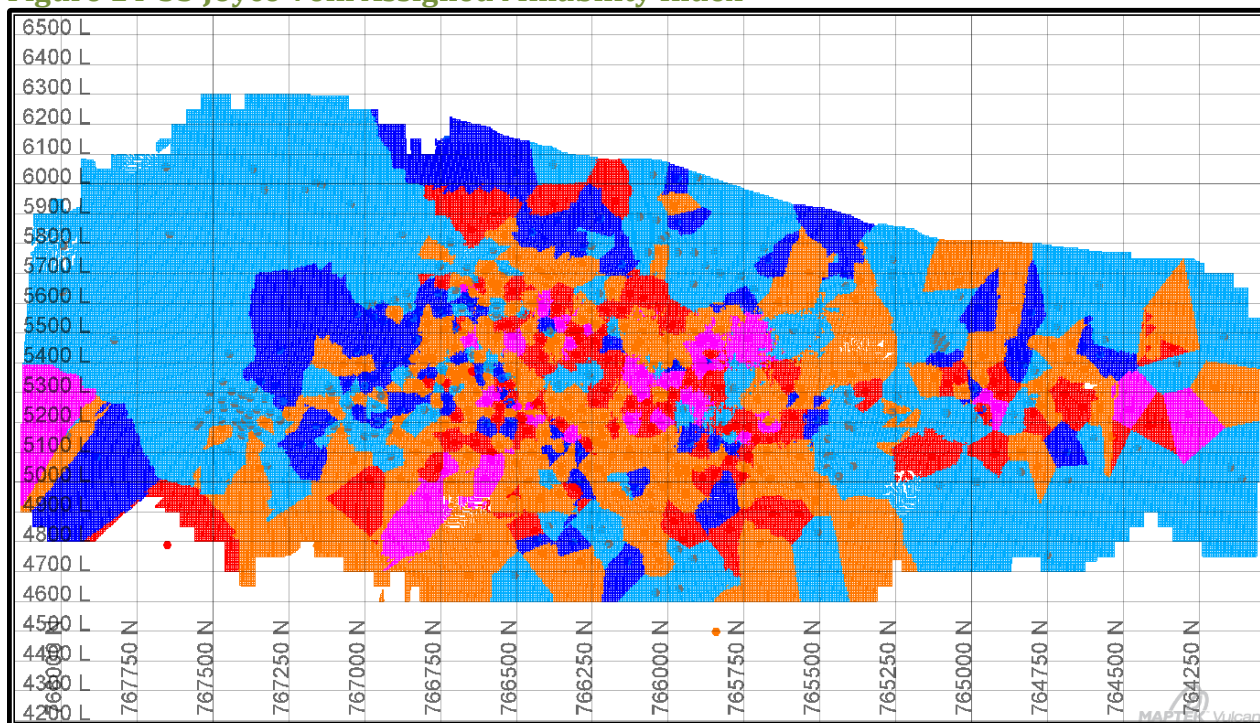 6500 L
6400 L
6300 L
6200 L
6100 L
6000 L
5900 L
5800 L
5700 L
5600 L
5500 L
5400 L
5300 L
5200 L
5100 L
5000 L
4900 L
4800 L
4700 L
4600 L
4500 L
4400 L
4300 L
4200 L
767750 N
767500 N
767250 N
767000 N
766750 N
766500 N
766250 N
766000 N
765750 N
765500 N
765250 N
765000 N
764750 N
764500 N
764250 N
MAPTEK Vulcan